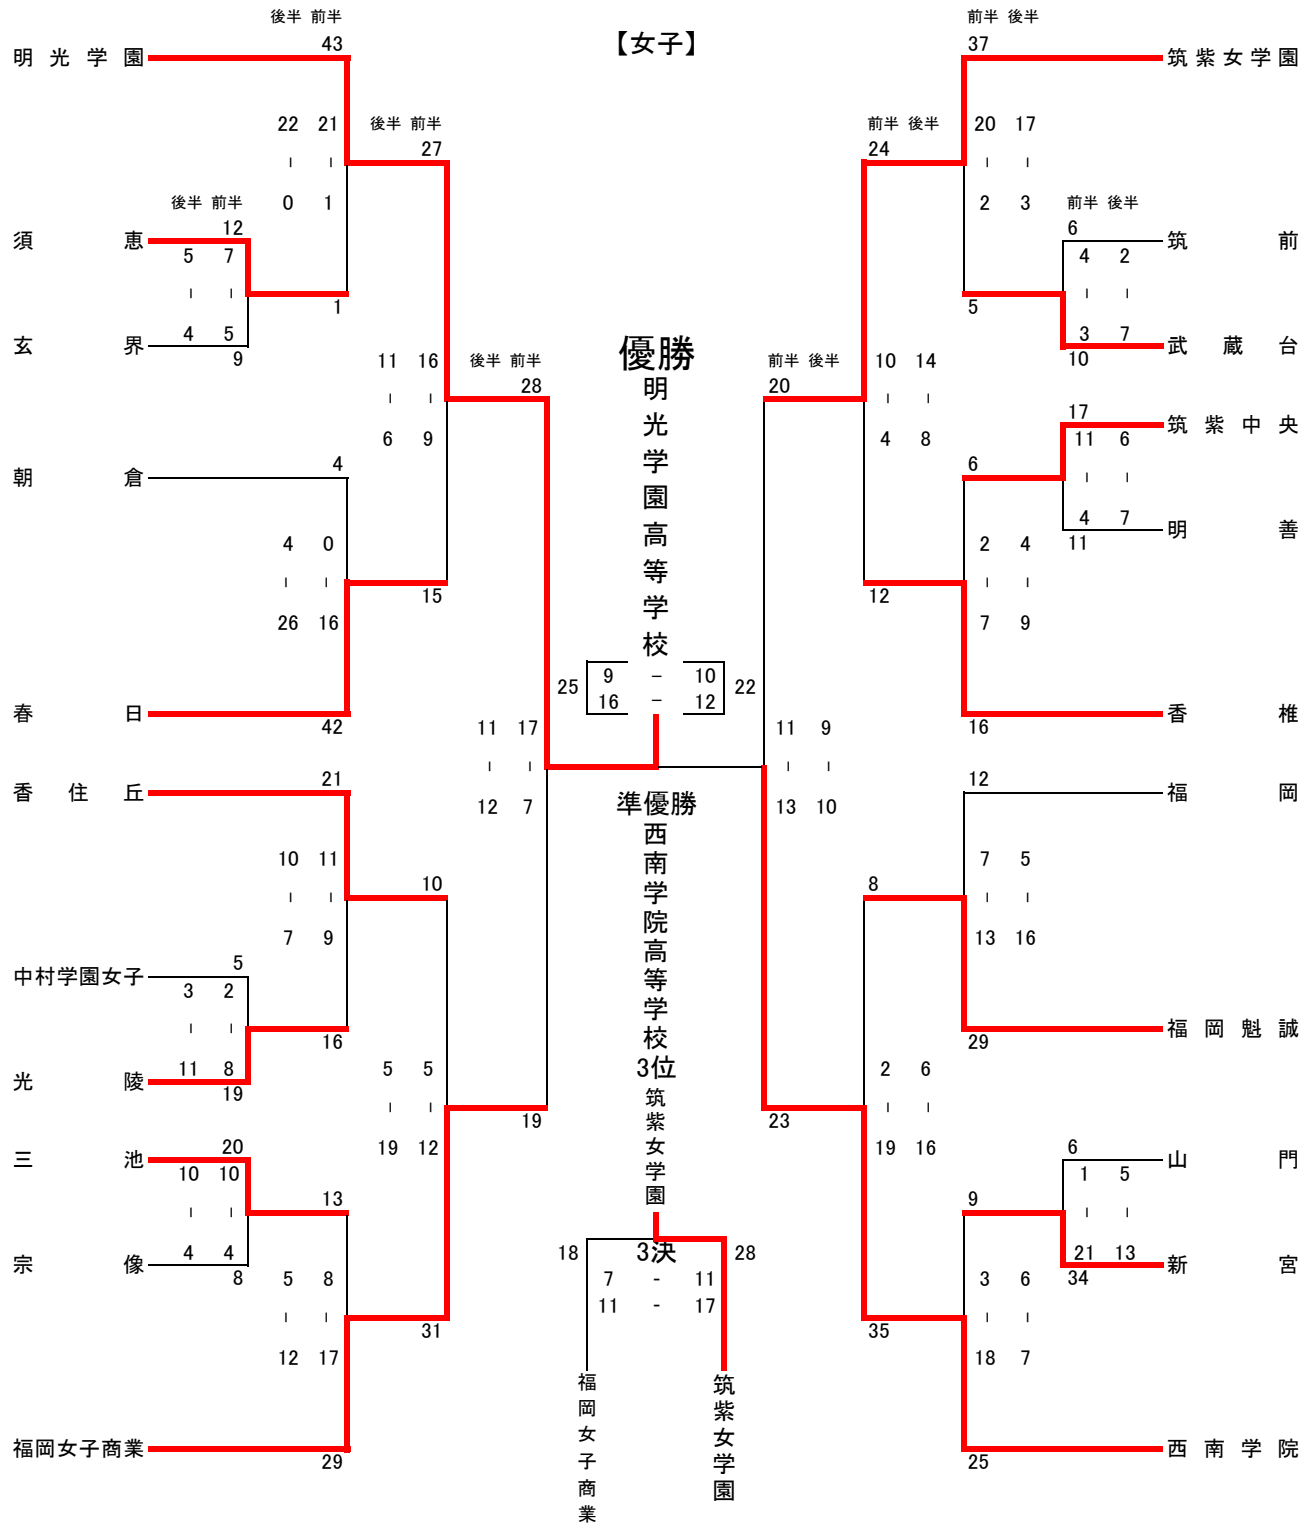 【女子】
後半 前半
43
明光学園
22 21
- -
0 1
後半 前半
27
後半 前半
12
須恵
5 7
- -
4 5
玄界
9
1
11 16
- -
6 9
後半 前半
28
朝倉
4
4 0
- -
26 16
15
春日
42
香住丘
21
10 11
- -
7 9
10
11 17
- -
12 7
中村学園女子
5
3 2
- -
11 8
光陵
19
16
5 5
- -
19 12
19
三池
20
10 10
- -
4 4
宗像
8
13
5 8
- -
12 17
31
福岡女子商業
29
優勝
明光学園高等学校
25
9 - 10
16 - 12
22
準優勝
西南学院高等学校
3位
筑紫女学園
3決
18
28
7 - 11
11 - 17
福岡女子商業
筑紫女学園
前半 後半
37
筑紫女学園
前半 後半
24
20 17
- -
2 3
前半 後半
6
筑前
4 2
- -
3 7
武蔵台
10
5
前半 後半
20
10 14
- -
4 8
17
筑紫中央
11 6
- -
4 7
明善
11
6
2 4
- -
7 9
12
香椎
16
11 9
- -
13 10
12
福岡
7 5
- -
13 16
8
福岡魁誠
29
23
2 6
- -
19 16
6
山門
1 5
- -
21 13
新宮
34
9
3 6
- -
18 7
35
西南学院
25